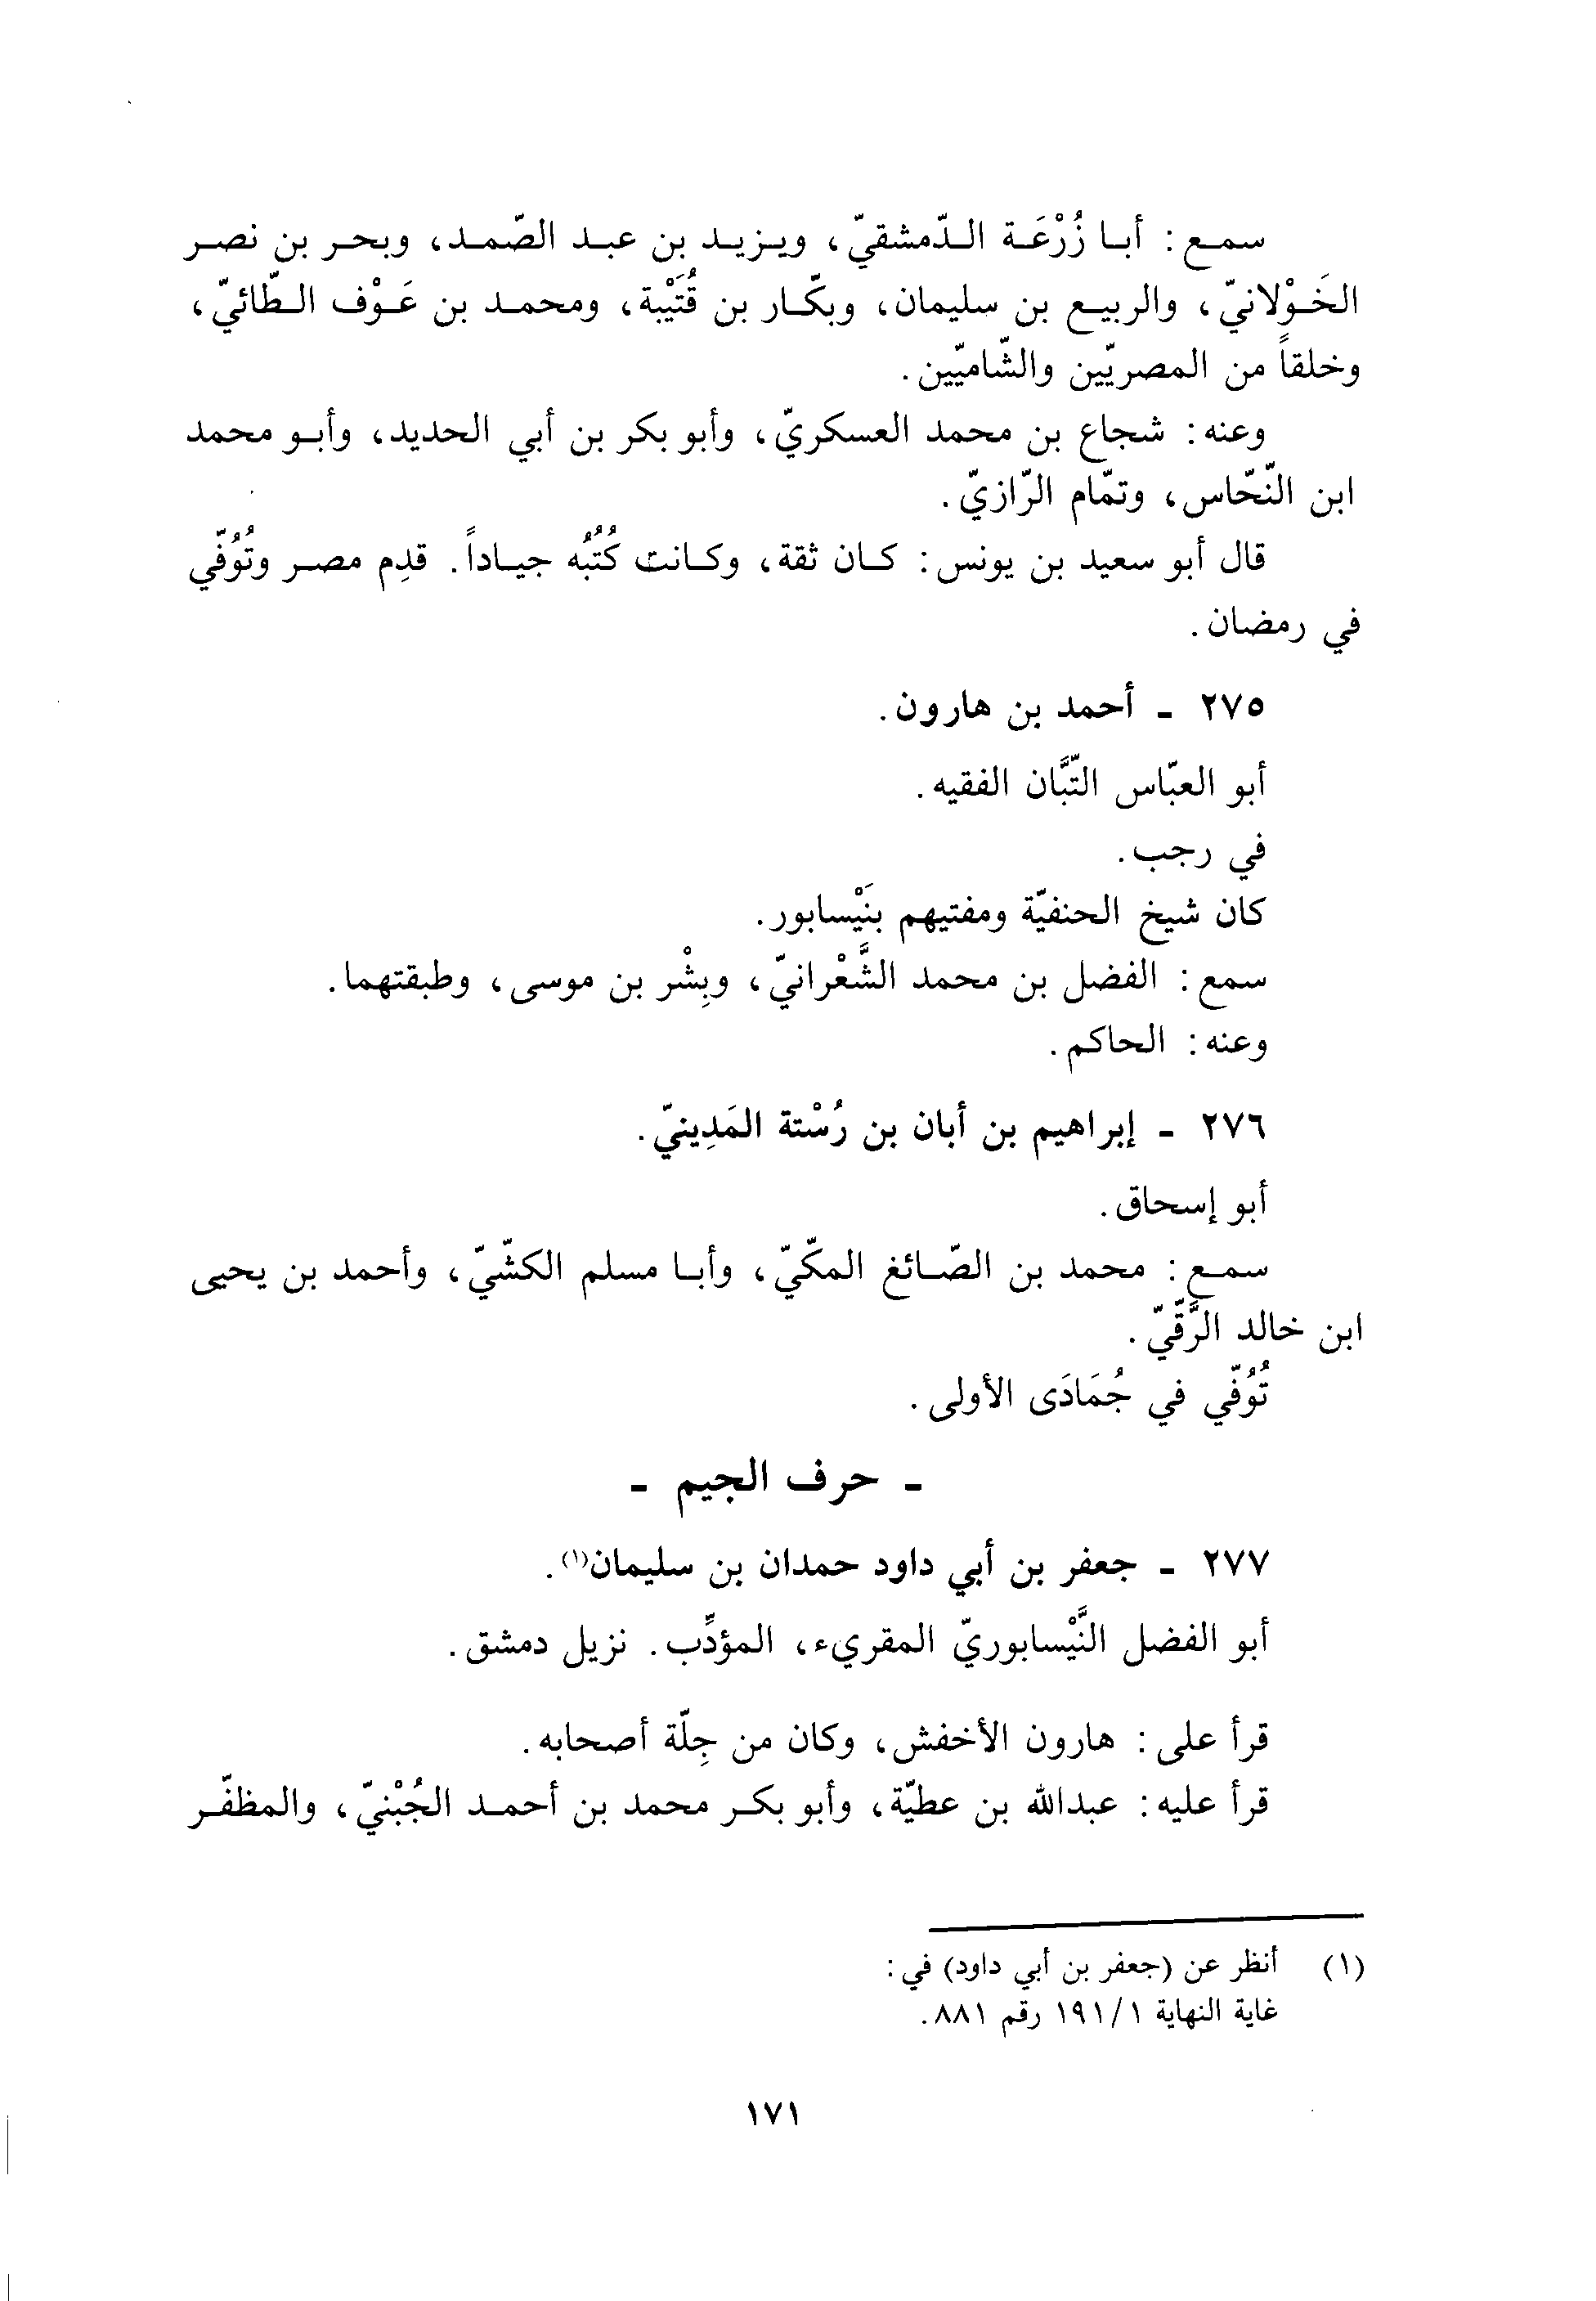 سمع: أبا زُرْعَة الدّمشقيّ، ويزيد بن عبد الصّمد، وبحر بن نصر
الخَوْلانيّ، والربيع بن سليمان، وبكّار بن قُتَيْبة، ومحمد بن عَوْف الطّائيّ،
وخلقاً من المصريّين والشّاميّين.
وعنه: شجاع بن محمد العسكريّ، وأبو بكر بن أبي الحديد، وأبو محمد
ابن النّحّاس، وتمّام الرّازيّ.
قال أبو سعيد بن يونس: كان ثقة، وكانت كُتُبُه جياداً. قدِم مصر وتُوُفّي
في رمضان.
٢٧٥ - أحمد بن هارون.
أبو العبّاس التّبَّان الفقيه.
في رجب.
كان شيخ الحنفيّة ومفتيهم بنَيْسابور.
سمع: الفضل بن محمد الشَّعْرانيّ، وبِشْر بن موسى، وطبقتهما.
وعنه: الحاكم.
٢٧٦ - إبراهيم بن أبان بن رُسْتة المَدِينيّ.
أبو إسحاق.
سمع: محمد بن الصّائغ المكّيّ، وأبا مسلم الكشّيّ، وأحمد بن يحيى
ابن خالد الرَّقّيّ.
تُوُفّي في جُمَادَى الأولى.
- حرف الجيم -
٢٧٧ - جعفر بن أبي داود حمدان بن سليمان(١).
أبو الفضل النَّيْسابوريّ المقريء، المؤدِّب. نزيل دمشق.
قرأ على: هارون الأخفش، وكان من جِلّة أصحابه.
قرأ عليه: عبدالله بن عطيّة، وأبو بكر محمد بن أحمد الجُبْنيّ، والمظفّر
(١) أنظر عن (جعفر بن أبي داود) في:
غاية النهاية ١/ ١٩١ رقم ٨٨١.
١٧١